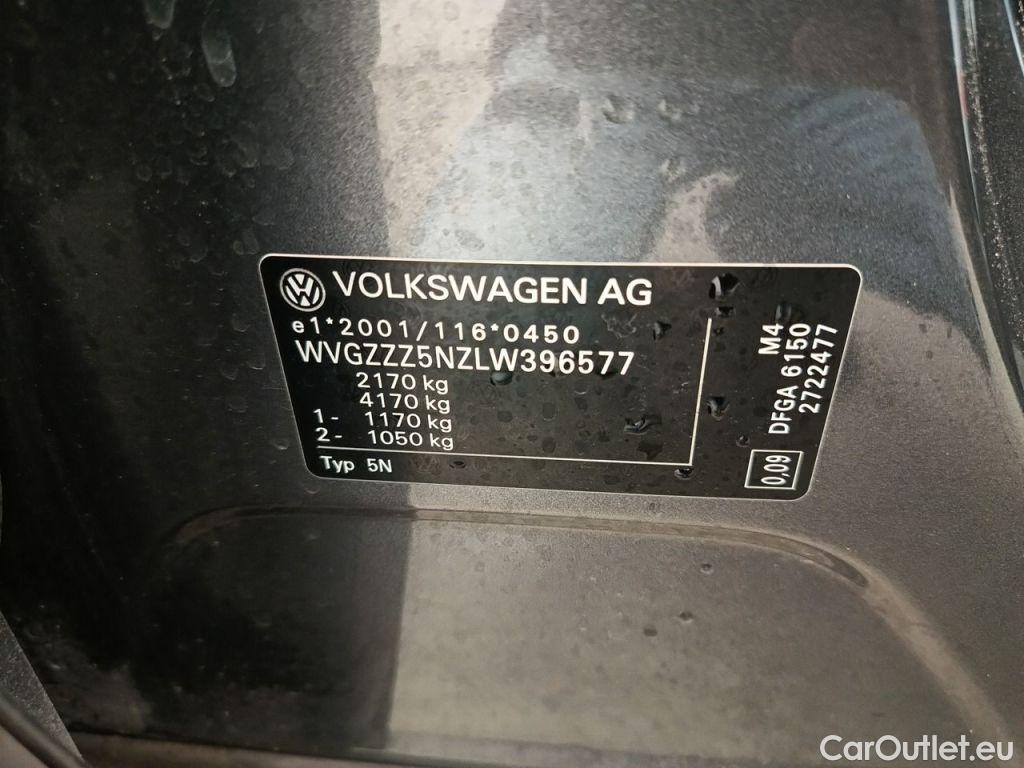 VOLKSWAGEN AG
e1*2001/116*0450
WVGZZZ5NZLW396577
2170 kg
4170 kg
1- 1170 kg
2- 1050 kg
Typ 5N
M4
DFGA 6150
2722477
0,09
CarOutlet.eu